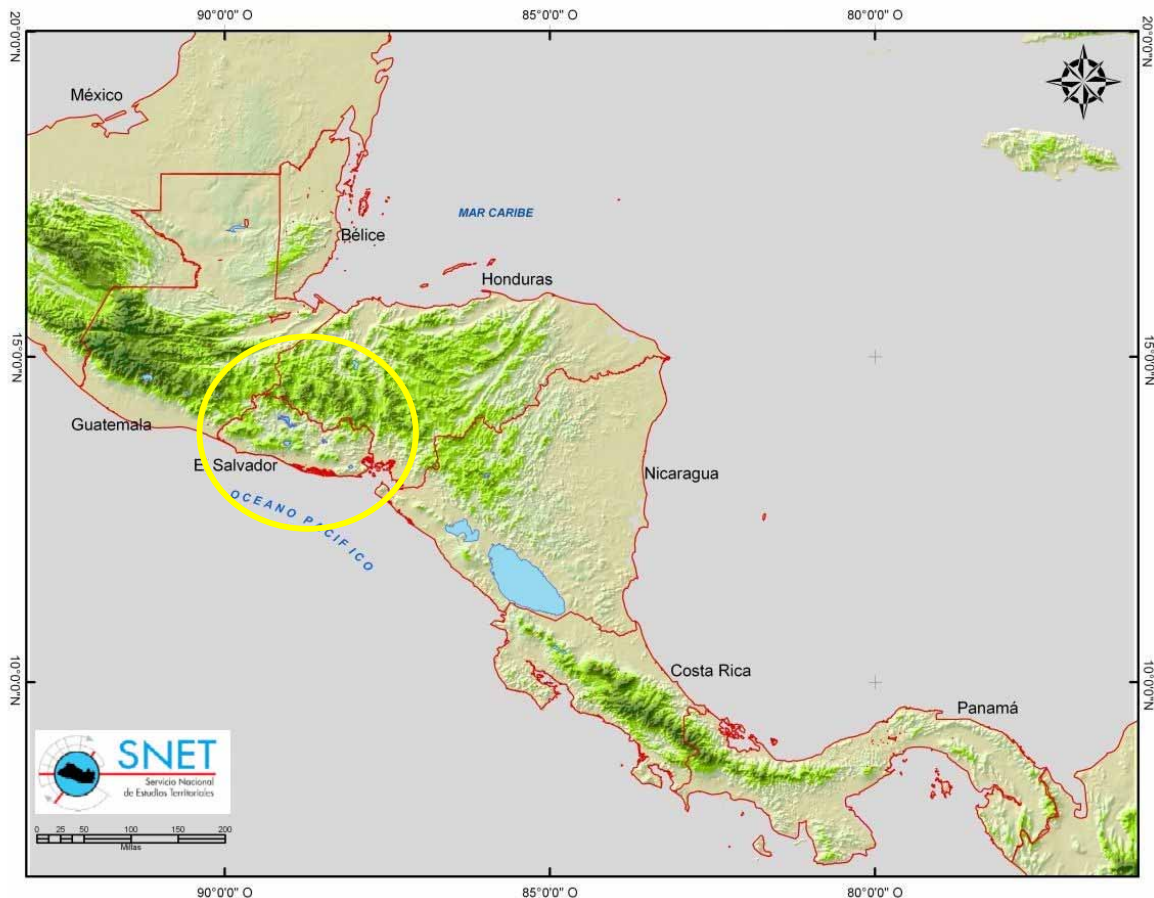 90°0'0" O
85°0'0" O
80°0'0" O
20°0'0"N
20°0'0"N
México
MAR CARIBE
Bélice
Honduras
15°0'0"N
15°0'0"N
Guatemala
El Salvador
Nicaragua
OCEANO PACIFICO
Costa Rica
10°0'0"N
10°0'0"N
Panamá
SNET
Servicio Nacional
de Estudios Territoriales
0 25 50 100 150 200
Millas
90°0'0" O
85°0'0" O
80°0'0" O